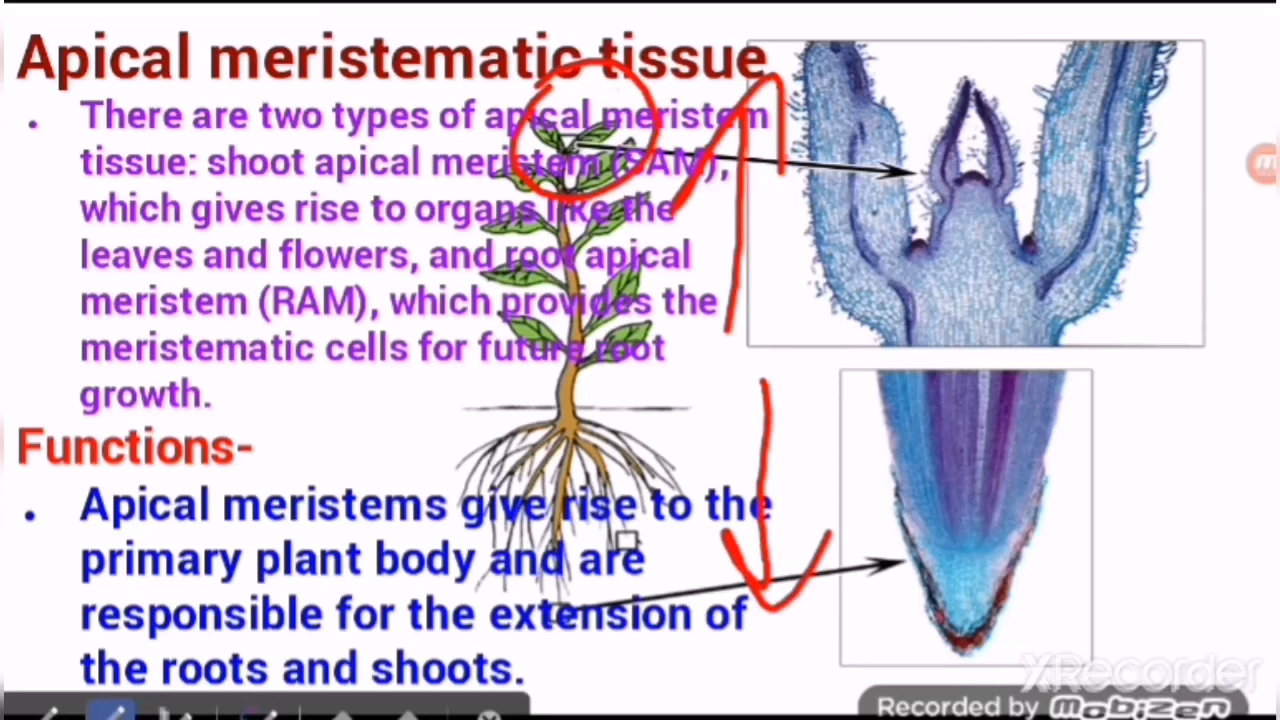 Apical meristematic tissue
. There are two types of apical meristem
tissue: shoot apical meristem (SAM),
which gives rise to organs like the
leaves and flowers, and root apical
meristem (RAM), which provides the
meristematic cells for future root
growth.
Functions-
. Apical meristems give rise to the
primary plant body and are
responsible for the extension of
the roots and shoots.
XRecorder
Recorded by Mobizen